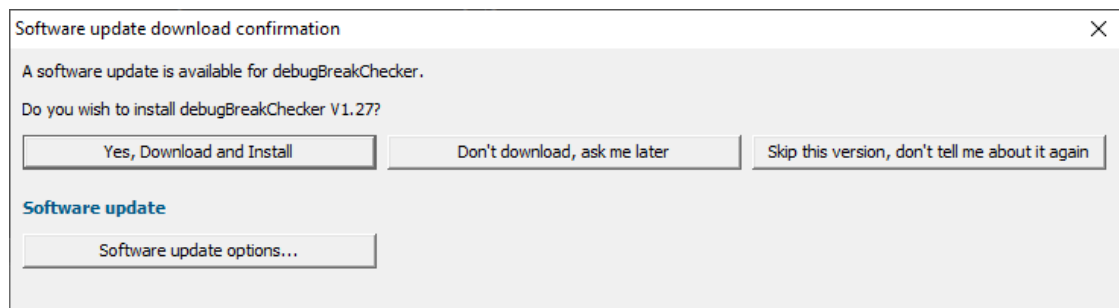 Software update download confirmation
A software update is available for debugBreakChecker.
Do you wish to install debugBreakChecker V1.27?
Yes, Download and Install
Don't download, ask me later
Skip this version, don't tell me about it again
Software update
Software update options...